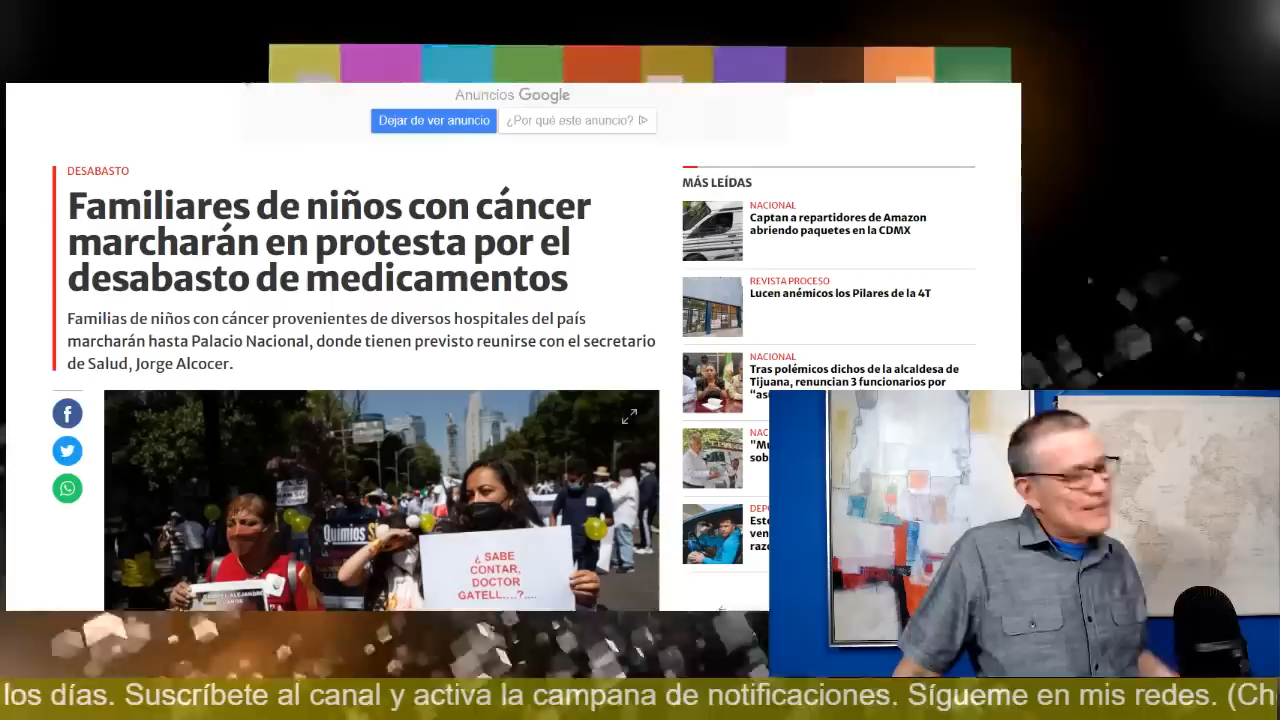 Anuncios Google
Dejar de ver anuncio
¿Por qué este anuncio?
DESABASTO
Familiares de niños con cáncer
marcharán en protesta por el
desabasto de medicamentos
Familias de niños con cáncer provenientes de diversos hospitales del país
marcharán hasta Palacio Nacional, donde tienen previsto reunirse con el secretario
de Salud, Jorge Alcocer.
Quimios
¿ SABE
CONTAR,
DOCTOR
GATELL....?....
MÁS LEÍDAS
NACIONAL
Captan a repartidores de Amazon
abriendo paquetes en la CDMX
REVISTA PROCESO
Lucen anémicos los Pilares de la 4T
NACIONAL
Tras polémicos dichos de la alcaldesa de
Tijuana, renuncian 3 funcionarios por
los días. Suscríbete al canal y activa la campana de notificaciones. Sígueme en mis redes. (Ch